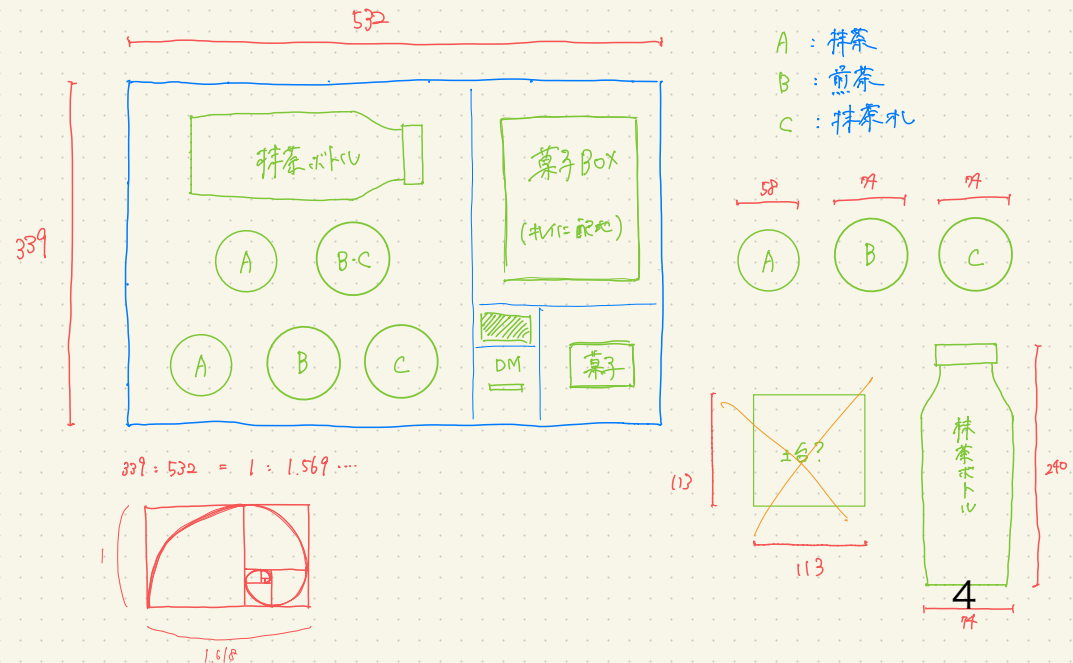 532
339
抹茶ボトル
菓子BOX
(キレイに配地)
A
B・C
A
B
C
DM
菓子
A : 抹茶
B : 煎茶
C : 抹茶オレ
58
74
74
A
B
C
339 : 532 = 1 : 1.569 ....
1
1.618
土台?
113
113
抹茶ボトル
240
4
74